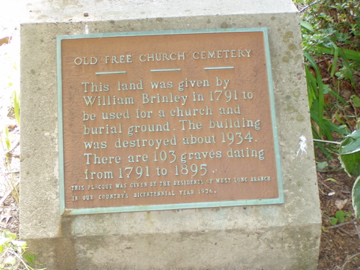 OLD FREE CHURCH CEMETERY
This land was given by
William Brinley in 1791 to
be used for a church and
burial ground. The building
was destroyed about 1934.
There are 103 graves dating
from 1791 to 1895.
THIS PLAQUE WAS GIVEN BY THE RESIDENTS OF WEST LONG BRANCH
IN OUR COUNTRY'S BICENTENNIAL YEAR 1976.